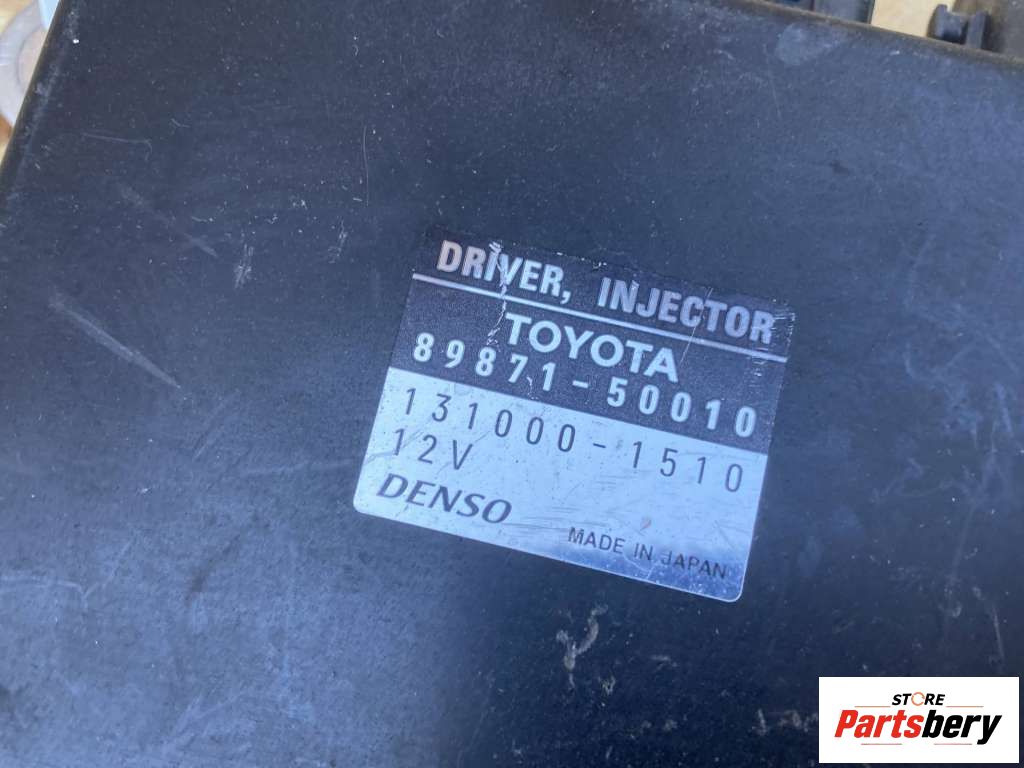 DRIVER, INJECTOR
TOYOTA
89871-50010
131000-1510
12V
DENSO
MADE IN JAPAN
STORE
Partsbery